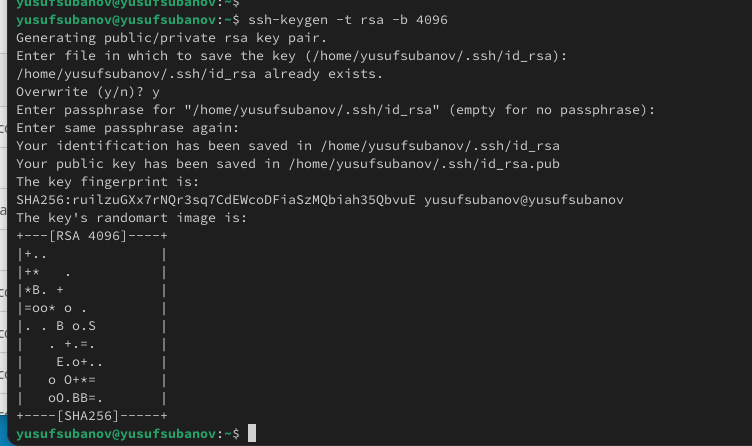 yusufsubanov@yusufsubanov:~$
yusufsubanov@yusufsubanov:~$ ssh-keygen -t rsa -b 4096
Generating public/private rsa key pair.
Enter file in which to save the key (/home/yusufsubanov/.ssh/id_rsa):
/home/yusufsubanov/.ssh/id_rsa already exists.
Overwrite (y/n)? y
Enter passphrase for "/home/yusufsubanov/.ssh/id_rsa" (empty for no passphrase):
Enter same passphrase again:
Your identification has been saved in /home/yusufsubanov/.ssh/id_rsa
Your public key has been saved in /home/yusufsubanov/.ssh/id_rsa.pub
The key fingerprint is:
SHA256:ruilzuGXx7rNQr3sq7CdEWcoDFiaSzMQbiah35QbvuE yusufsubanov@yusufsubanov
The key's randomart image is:
+---[RSA 4096]----+
|+..              |
|+*   .           |
|*B. +            |
|=oo* o .         |
|. . B o.S        |
|   . +.=.        |
|    E.o+..       |
|   o O+*=        |
|   oO.BB=.       |
+----[SHA256]-----+
yusufsubanov@yusufsubanov:~$